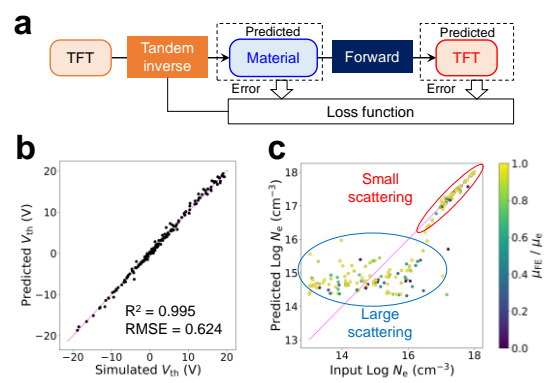 a
Predicted
Predicted
TFT
Tandem
inverse
Material
Forward
TFT
Error
Error
Loss function
b
20
10
0
−10
−20
Predicted Vth (V)
R² = 0.995
RMSE = 0.624
−20 −10 0 10 20
Simulated Vth (V)
c
18
17
16
15
14
13
Predicted Log Ne (cm⁻³)
Small
scattering
Large
scattering
14 16 18
Input Log Ne (cm⁻³)
1.0
0.8
0.6
0.4
0.2
0.0
μFE / μe